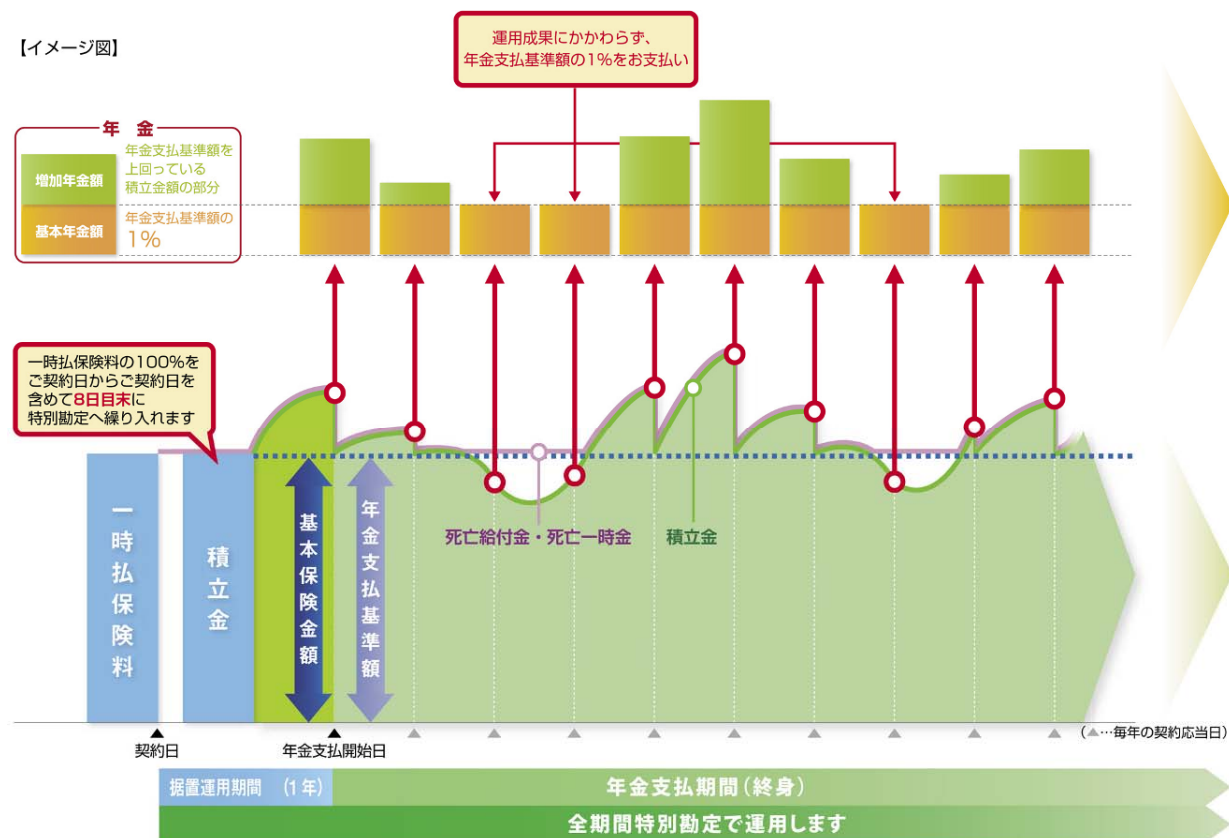 【イメージ図】
運用成果にかかわらず、
年金支払基準額の1%をお支払い
年 金
増加年金額
年金支払基準額を
上回っている
積立金額の部分
基本年金額
年金支払基準額の
1%
一時払保険料の100%を
ご契約日からご契約日を
含めて8日目末に
特別勘定へ繰り入れます
一時払保険料
積立金
基本保険金額
年金支払基準額
死亡給付金・死亡一時金
積立金
契約日
年金支払開始日
(▲…毎年の契約応当日)
据置運用期間 (1年)
年金支払期間(終身)
全期間特別勘定で運用します